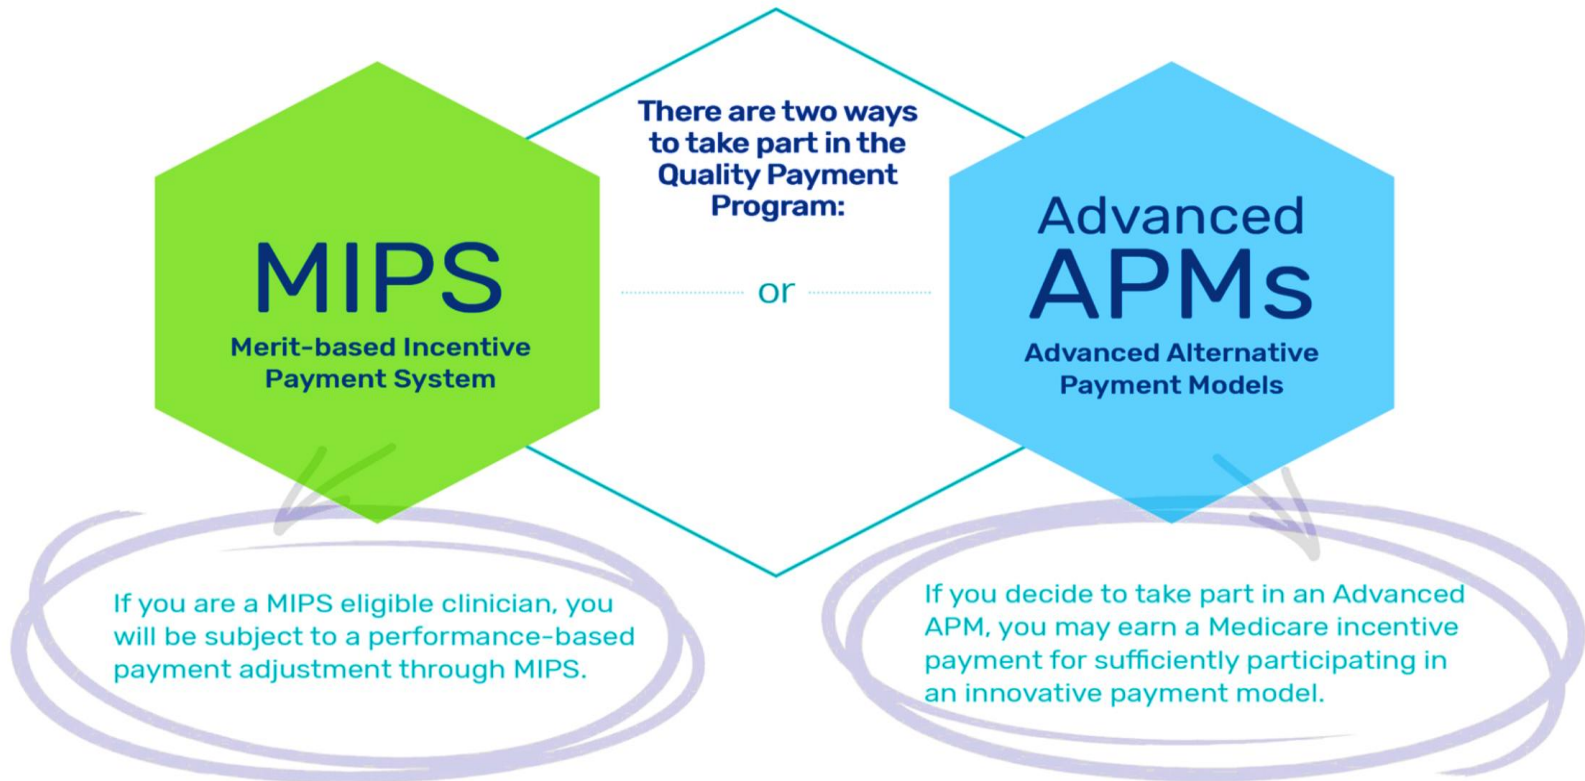 There are two ways
to take part in the
Quality Payment
Program:
MIPS
Merit-based Incentive
Payment System
or
Advanced
APMs
Advanced Alternative
Payment Models
If you are a MIPS eligible clinician, you
will be subject to a performance-based
payment adjustment through MIPS.
If you decide to take part in an Advanced
APM, you may earn a Medicare incentive
payment for sufficiently participating in
an innovative payment model.